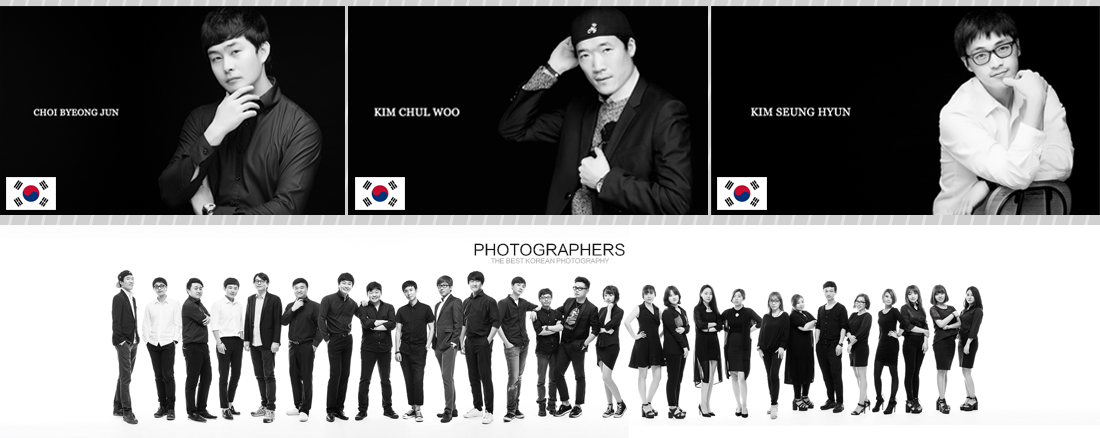 CHOI BYEONG JUN
KIM CHUL WOO
KIM SEUNG HYUN
PHOTOGRAPHERS
THE BEST KOREAN PHOTOGRAPHY